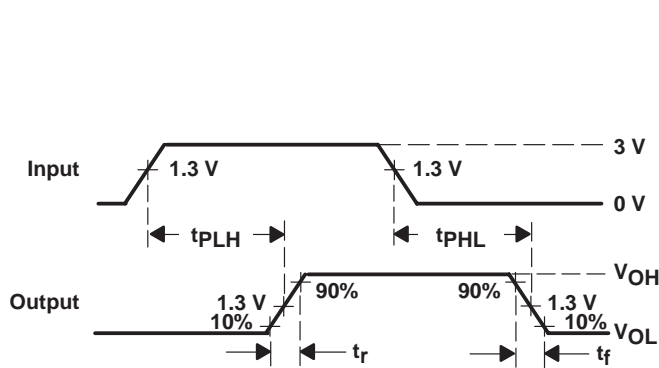 3 V
Input
1.3 V
1.3 V
0 V
tPLH
tPHL
VOH
90%
90%
Output
1.3 V
1.3 V
10%
10%
VOL
tr
tf